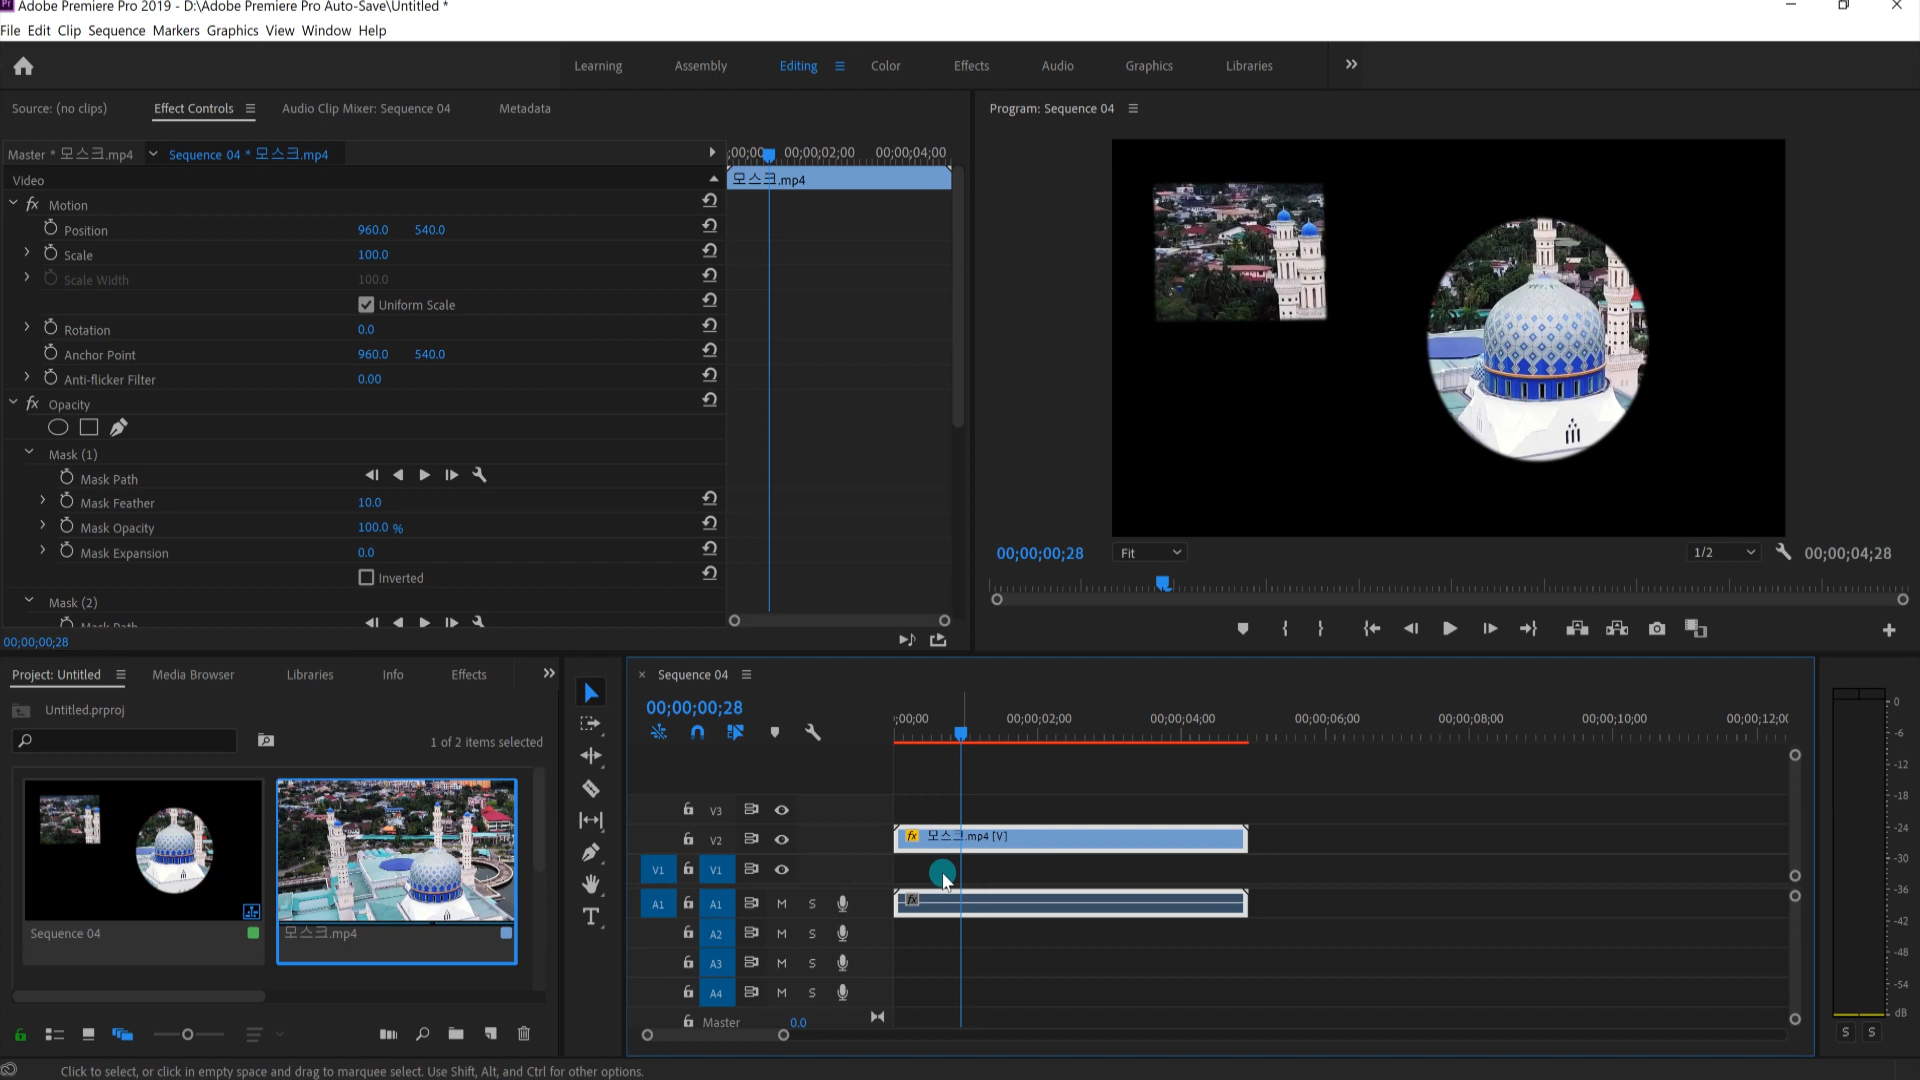 Adobe Premiere Pro 2019 - D:\Adobe Premiere Pro Auto-Save\Untitled *
File Edit Clip Sequence Markers Graphics View Window Help
Learning Assembly Editing Color Effects Audio Graphics Libraries
Source: (no clips) Effect Controls Audio Clip Mixer: Sequence 04 Metadata
Program: Sequence 04
Master * 모스크.mp4 Sequence 04 * 모스크.mp4
;00;00 00;00;02;00 00;00;04;00
Video
모스크.mp4
fx Motion
Position 960.0 540.0
Scale 100.0
Scale Width 100.0
Uniform Scale
Rotation 0.0
Anchor Point 960.0 540.0
Anti-flicker Filter 0.00
fx Opacity
Mask (1)
Mask Path
Mask Feather 10.0
Mask Opacity 100.0 %
Mask Expansion 0.0
Inverted
Mask (2)
Mask Path
00;00;00;28
00;00;00;28 Fit 1/2 00;00;04;28
Project: Untitled Media Browser Libraries Info Effects
Untitled.prproj
1 of 2 items selected
Sequence 04
모스크.mp4
Sequence 04
00;00;00;28
;00;00 00;00;02;00 00;00;04;00 00;00;06;00 00;00;08;00 00;00;10;00 00;00;12;00
V3
V2
fx 모스크.mp4 [V]
V1 V1
A1 A1 M S
fx
A2 M S
A3 M S
A4 M S
Master 0.0
0
-6
-12
-18
-24
-30
-36
-42
-48
-54
dB
S S
Click to select, or click in empty space and drag to marquee select. Use Shift, Alt, and Ctrl for other options.